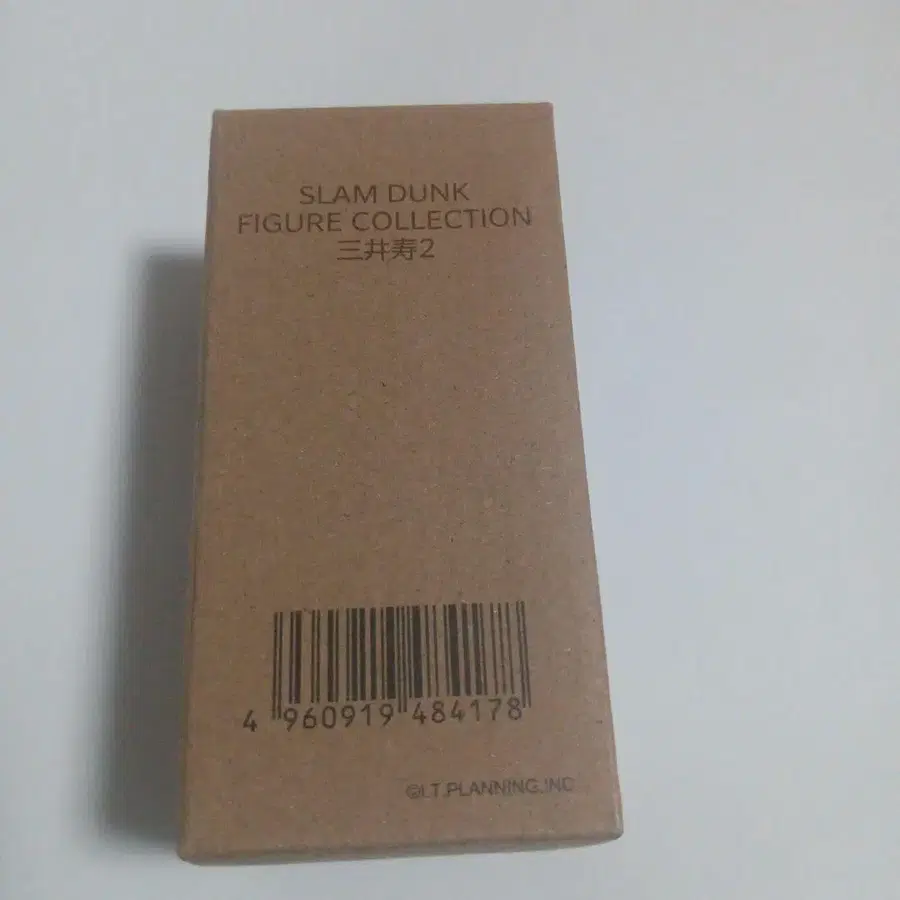 SLAM DUNK
FIGURE COLLECTION
三井寿2
4 960919 484178
©I.T.PLANNING,INC